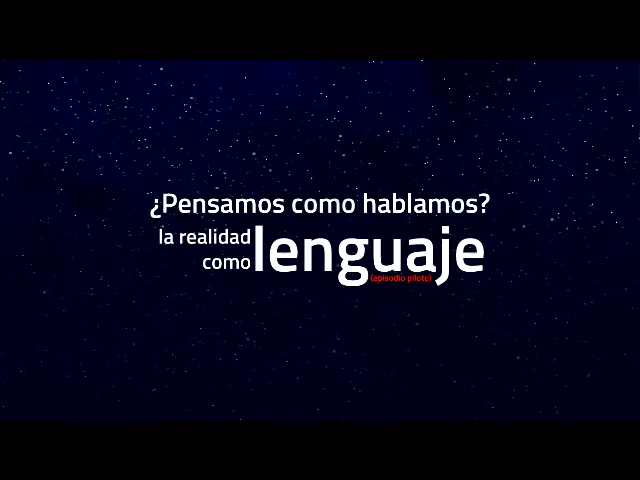 ¿Pensamos como hablamos?
la realidad
como lenguaje
(episodio piloto)